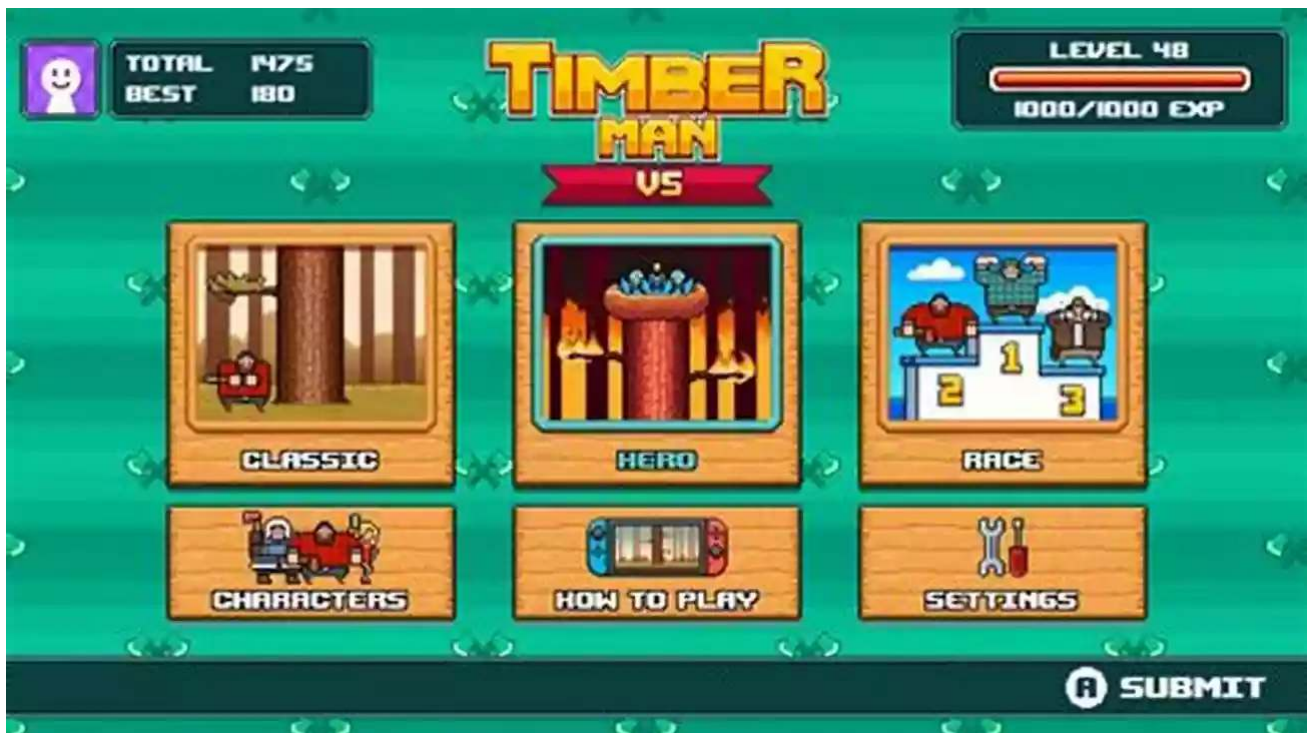 TOTAL 1475
BEST 180
TIMBER
MAN
VS
LEVEL 48
1000/1000 EXP
2
1
3
CLASSIC
HERO
RACE
CHARACTERS
HOW TO PLAY
SETTINGS
A SUBMIT